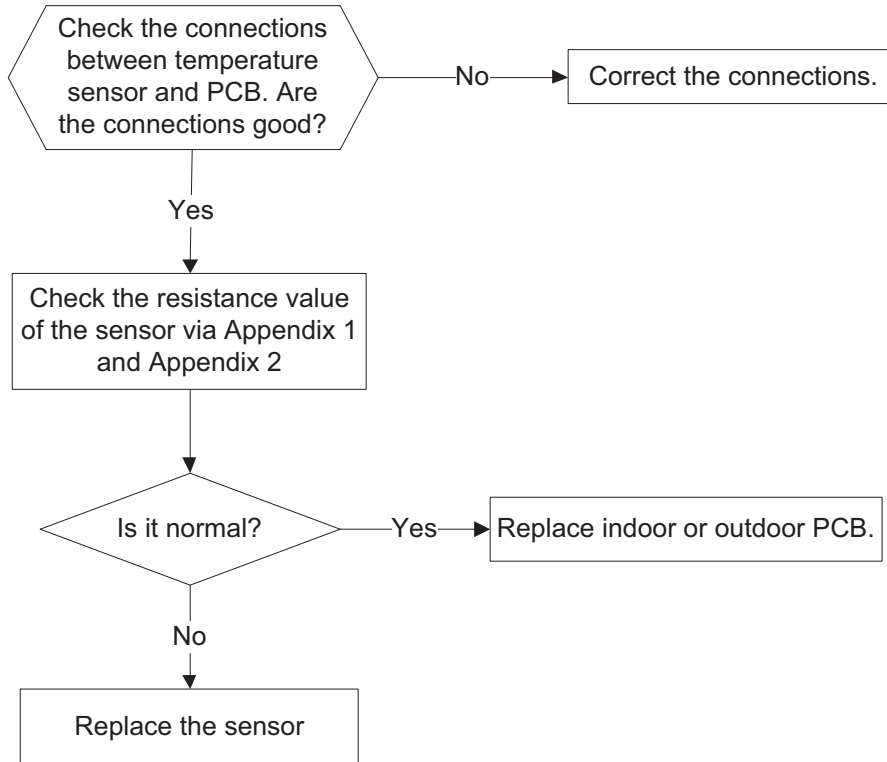 Check the connections
between temperature
sensor and PCB. Are
the connections good?
No
Correct the connections.
Yes
Check the resistance value
of the sensor via Appendix 1
and Appendix 2
Is it normal?
Yes
Replace indoor or outdoor PCB.
No
Replace the sensor